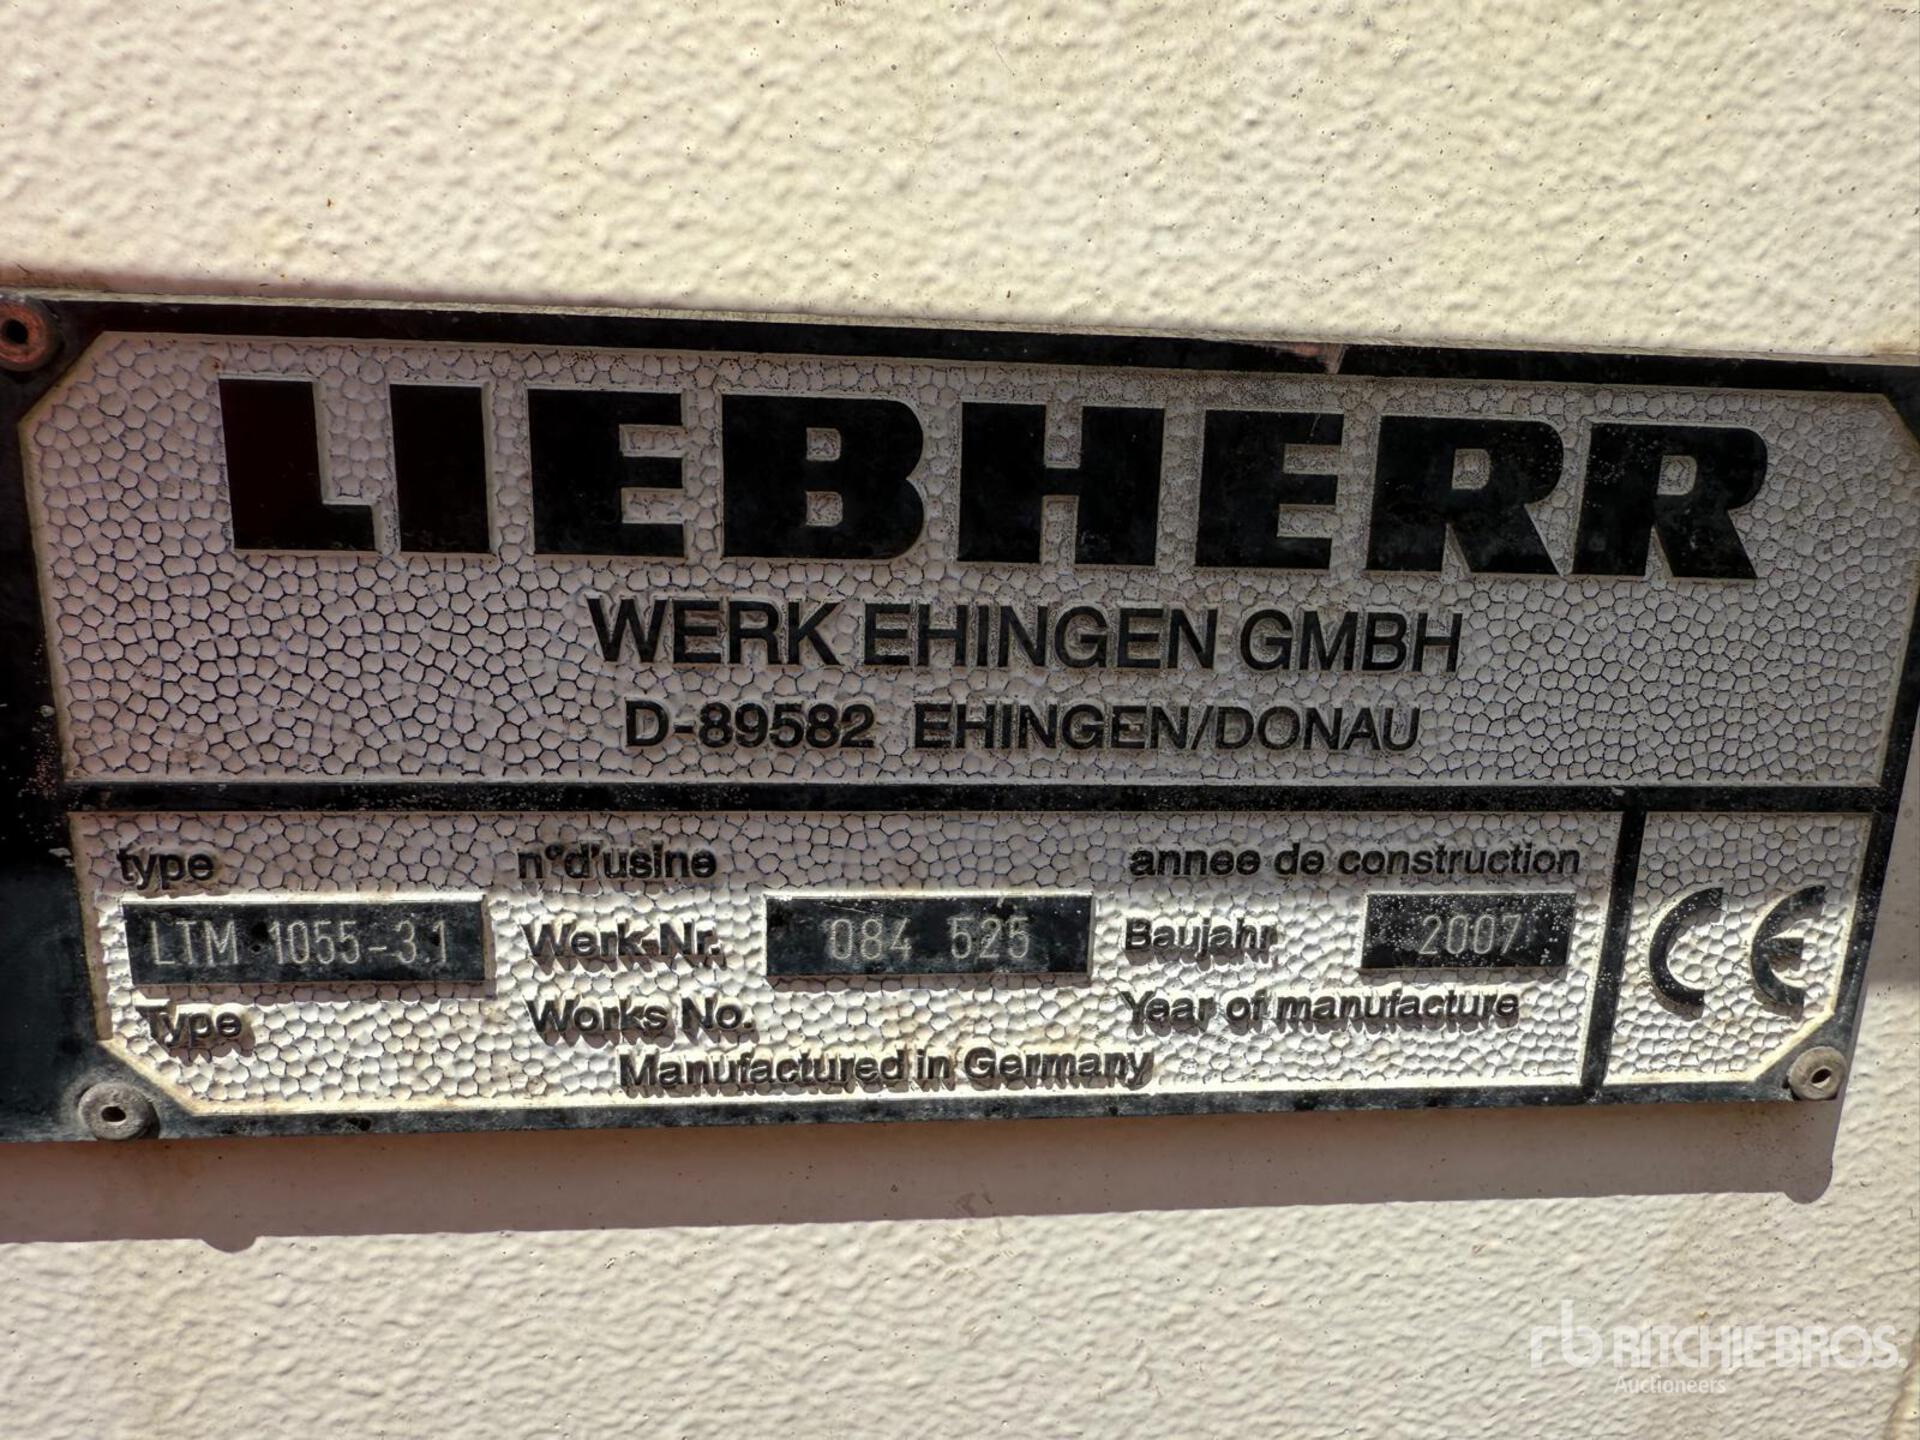 LIEBHERR
WERK EHINGEN GMBH
D-89582 EHINGEN/DONAU
type n°d'usine annee de construction
LTM 1055-3.1 Werk-Nr. 084 525 Baujahr 2007 CE
Type Works No. Year of manufacture
Manufactured in Germany
rb RITCHIE BROS.
Auctioneers